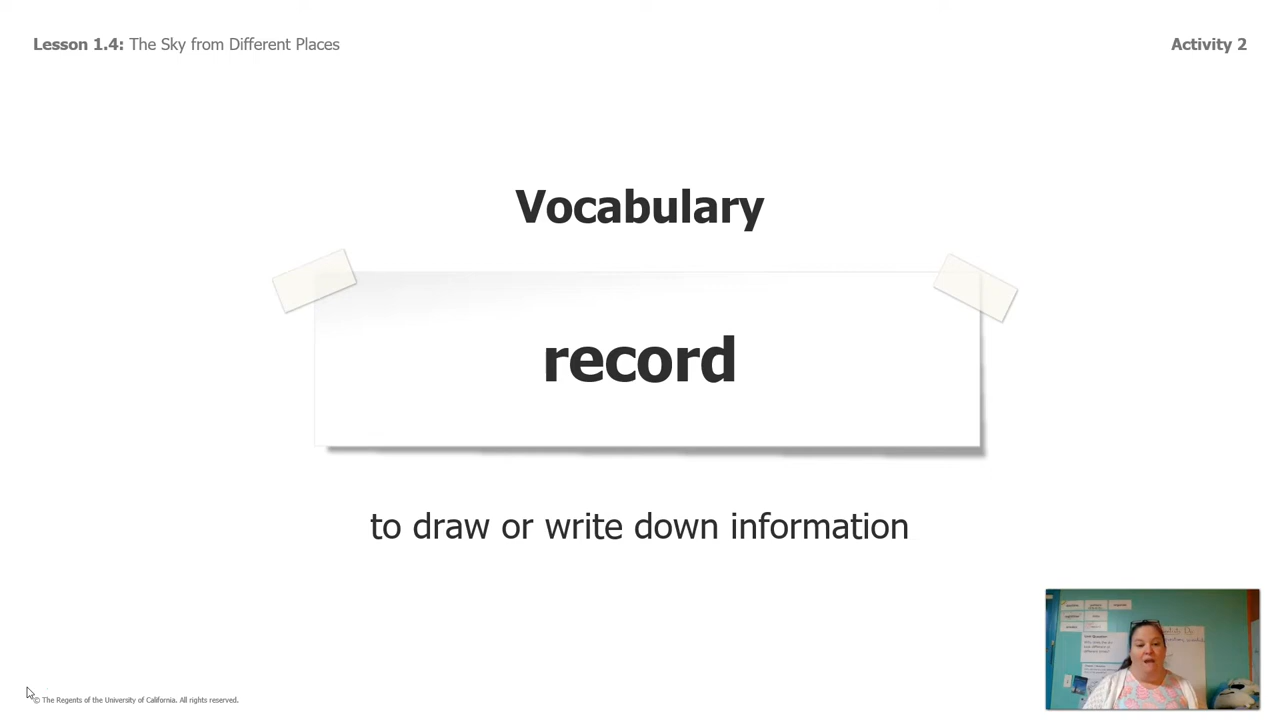 Lesson 1.4: The Sky from Different Places
Activity 2
Vocabulary
record
to draw or write down information
© The Regents of the University of California. All rights reserved.